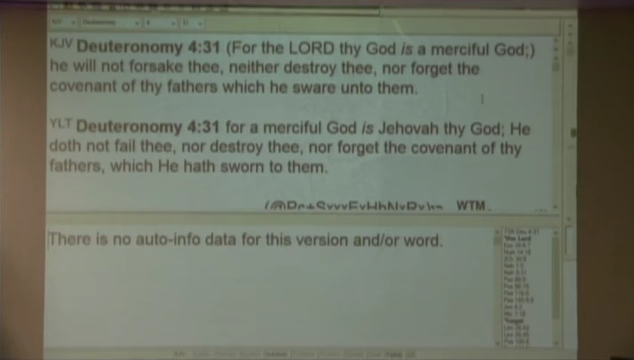 KJV Deuteronomy 4:31 (For the LORD thy God is a merciful God;)
he will not forsake thee, neither destroy thee, nor forget the
covenant of thy fathers which he sware unto them.
YLT Deuteronomy 4:31 for a merciful God is Jehovah thy God; He
doth not fail thee, nor destroy thee, nor forget the covenant of thy
fathers, which He hath sworn to them.
WTM
There is no auto-info data for this version and/or word.